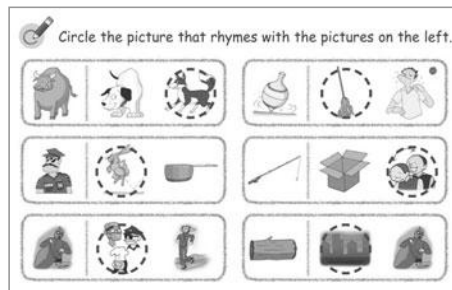 Circle the picture that rhymes with the pictures on the left.